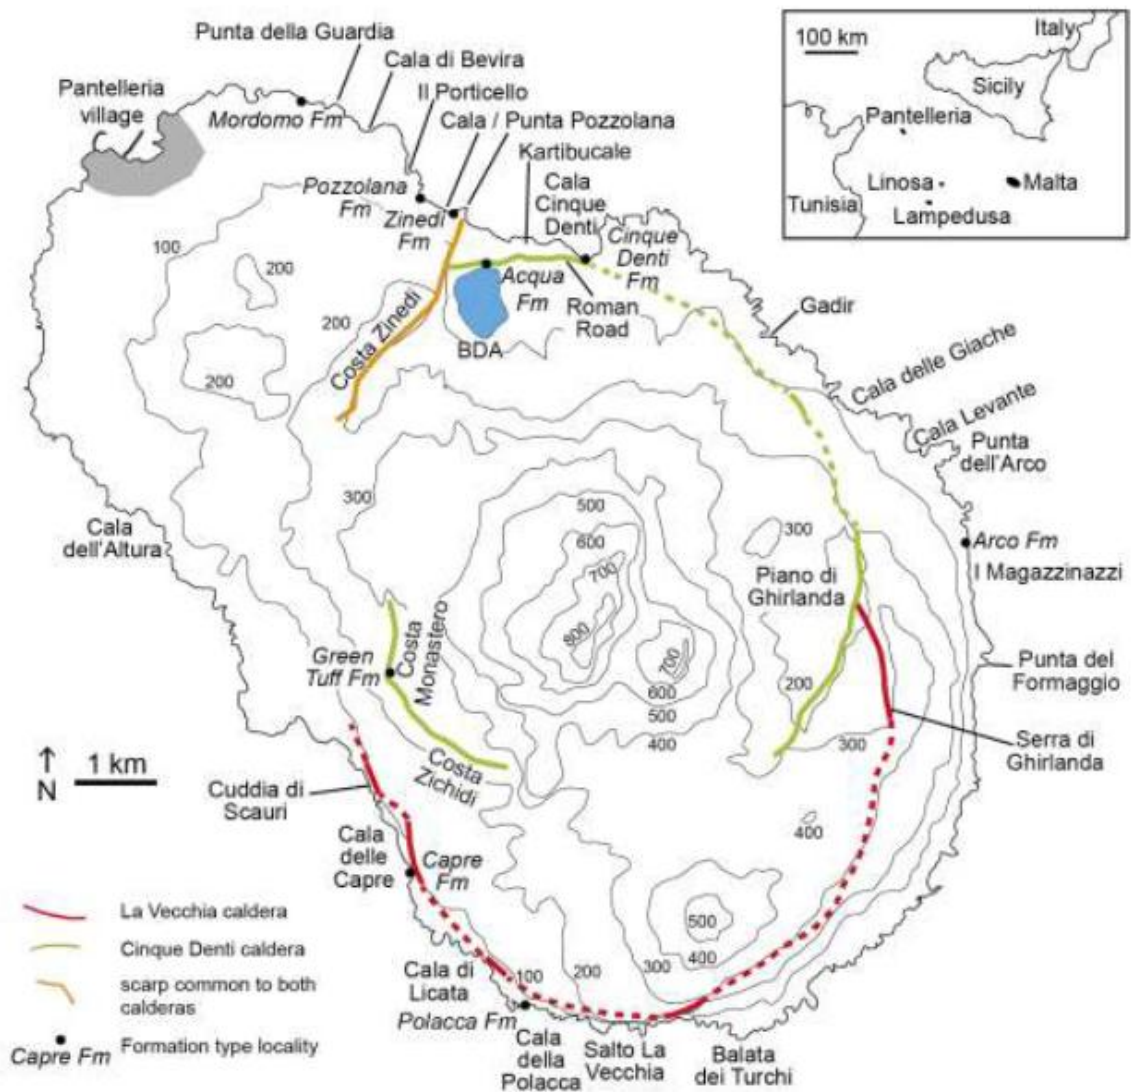 Punta della Guardia
Cala di Bevira
Il Porticello
Cala / Punta Pozzolana
Kartibucale
Cala
Cinque
Denti
Pantelleria
village
Mordomo Fm
Pozzolana
Fm
Zinedi
Fm
Cinque
Denti
Fm
Acqua
Fm
Roman
Road
BDA
Costa Zinedi
100
200
200
200
100 km
Italy
Sicily
Pantelleria
Linosa
Malta
Lampedusa
Tunisia
Gadir
Cala delle Giache
Cala Levante
Punta
dell'Arco
Arco Fm
I Magazzinazzi
Cala
dell'Altura
300
500
600
700
800
700
600
500
400
300
Piano di
Ghirlanda
200
300
Punta del
Formaggio
Serra di
Ghirlanda
Costa
Monastero
Green
Tuff Fm
Costa
Zichidi
N
1 km
Cuddia di
Scauri
Cala
delle
Capre
Capre
Fm
400
500
400
300
200
100
Cala di
Licata
Polacca Fm
Cala
della
Polacca
Salto La
Vecchia
Balata
dei Turchi
La Vecchia caldera
Cinque Denti caldera
scarp common to both
calderas
Capre Fm
Formation type locality